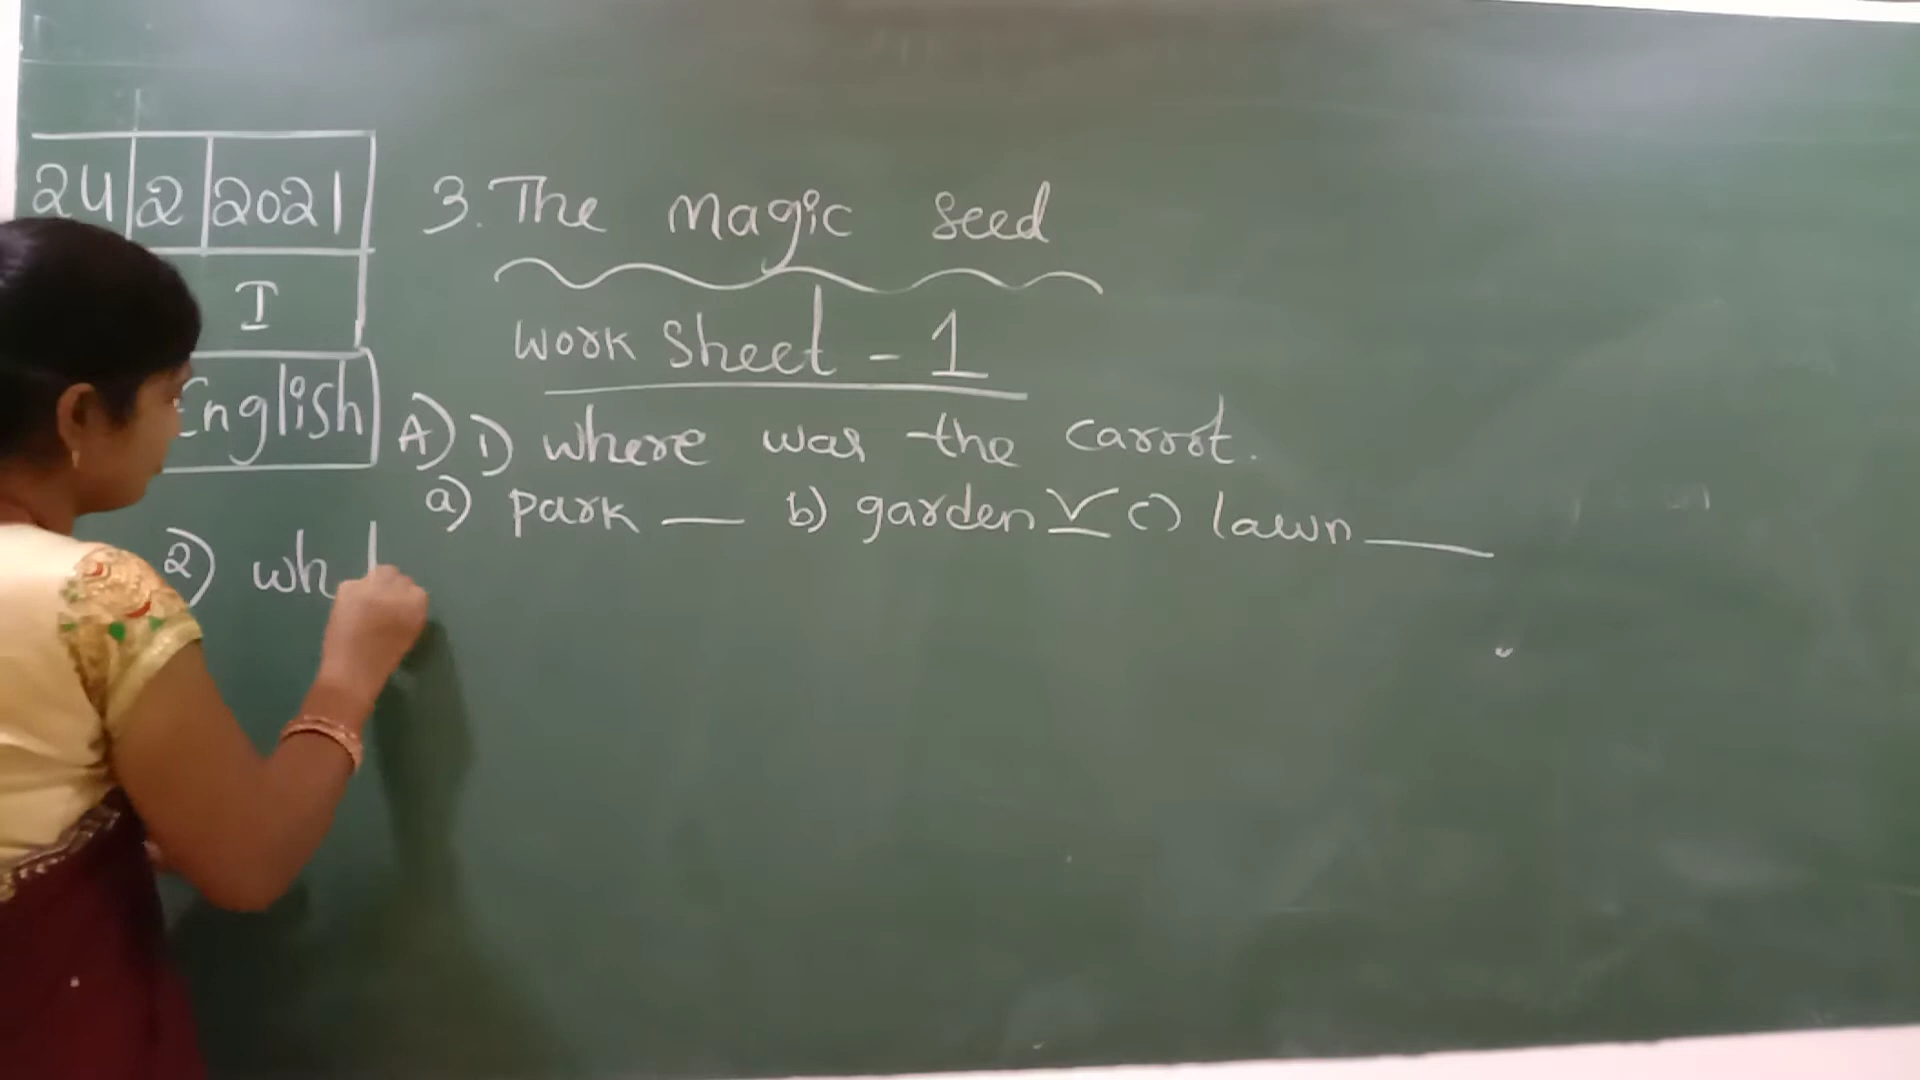 24 2 2021
I
English
3. The magic seed
work sheet - 1
A) 1) where was the carrot.
a) park __ b) garden ✓ c) lawn __
2)